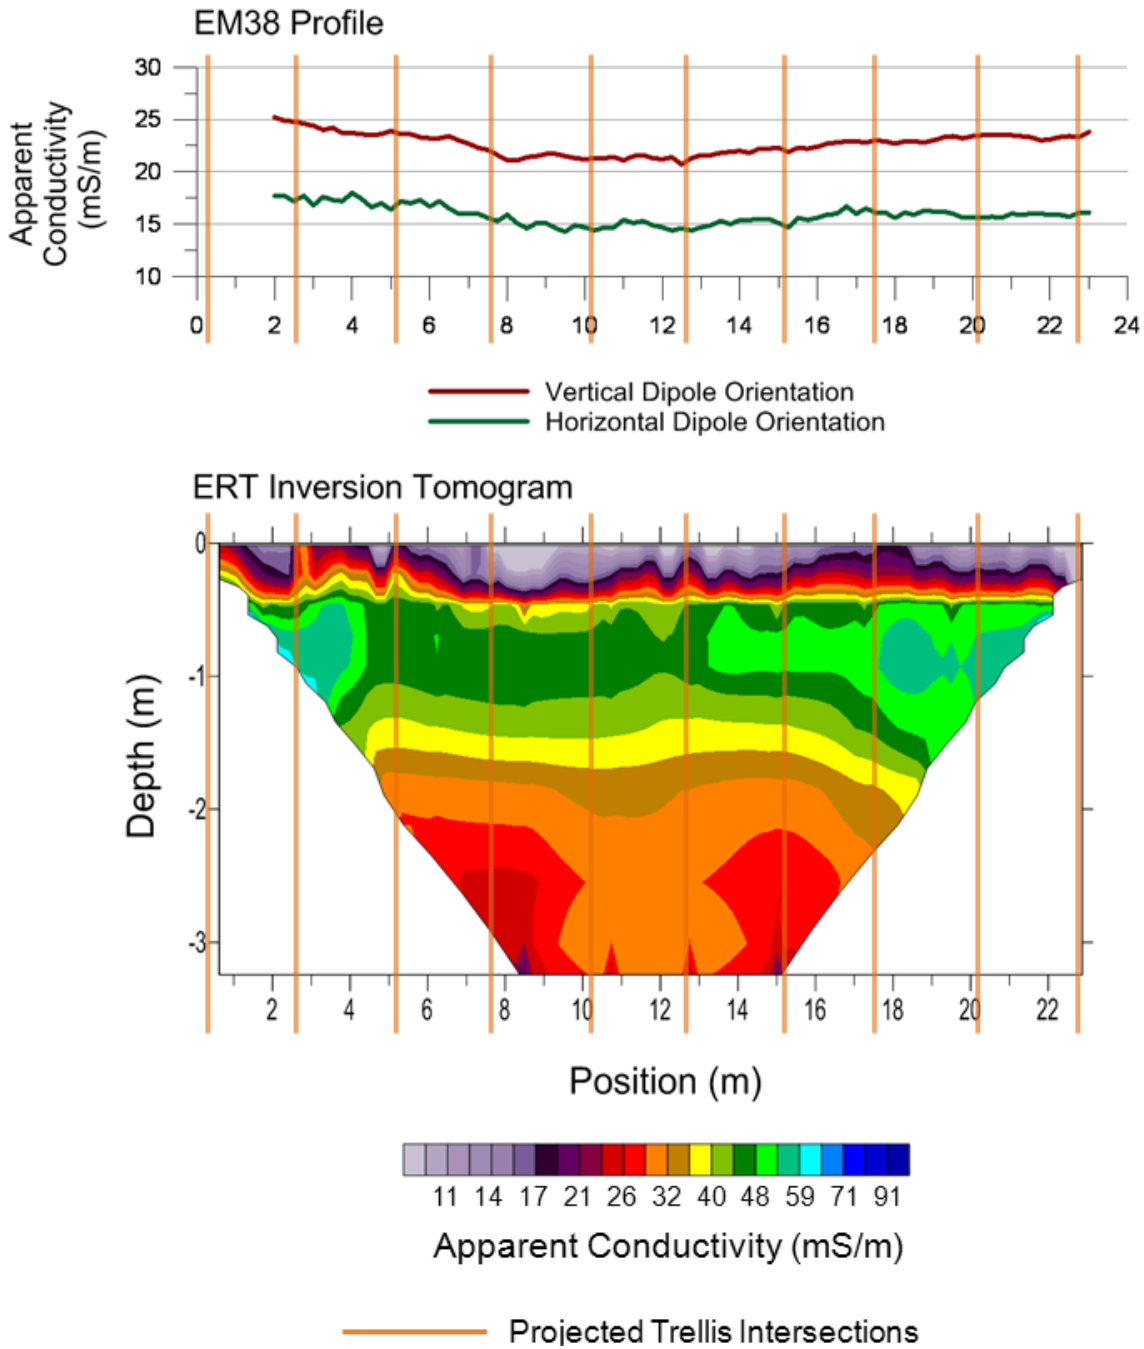 EM38 Profile
Apparent
Conductivity
(mS/m)
30
25
20
15
10
0 2 4 6 8 10 12 14 16 18 20 22 24
Vertical Dipole Orientation
Horizontal Dipole Orientation
ERT Inversion Tomogram
Depth (m)
0
-1
-2
-3
2 4 6 8 10 12 14 16 18 20 22
Position (m)
11 14 17 21 26 32 40 48 59 71 91
Apparent Conductivity (mS/m)
Projected Trellis Intersections